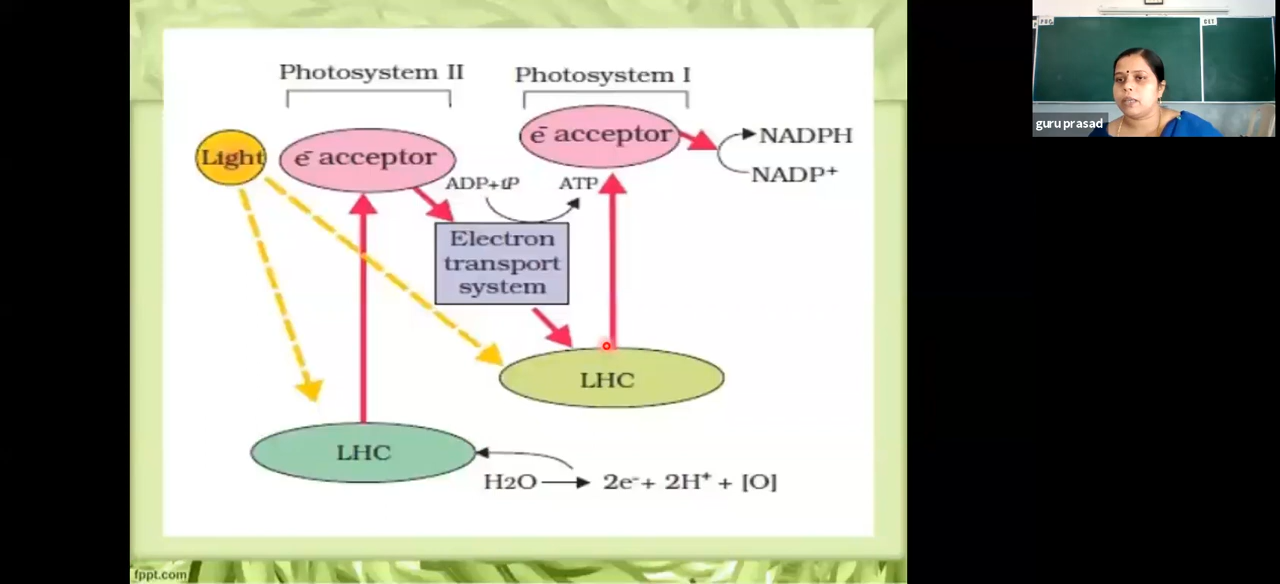 Photosystem II
Photosystem I
Light
e⁻ acceptor
e⁻ acceptor
NADPH
NADP⁺
ADP+iP
ATP
Electron
transport
system
LHC
LHC
H2O → 2e⁻+ 2H⁺ + [O]
guru prasad
fppt.com